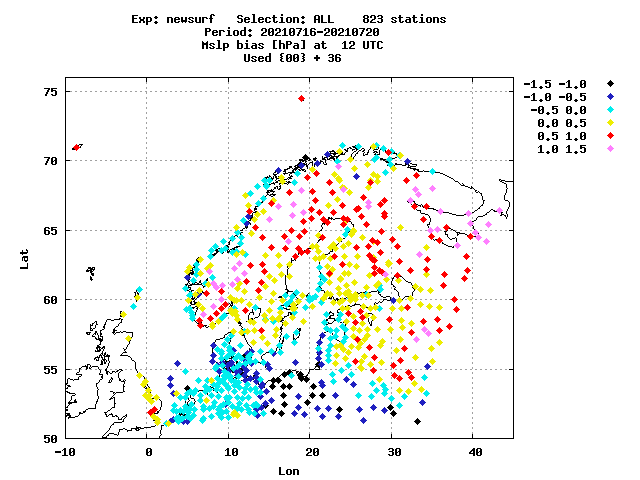 Exp: newsurf Selection: ALL 823 stations
Period: 20210716-20210720
Mslp bias [hPa] at 12 UTC
Used {00} + 36
-1.5 -1.0
-1.0 -0.5
-0.5 0.0
0.0 0.5
0.5 1.0
1.0 1.5
75
70
65
60
55
50
Lat
-10 0 10 20 30 40
Lon